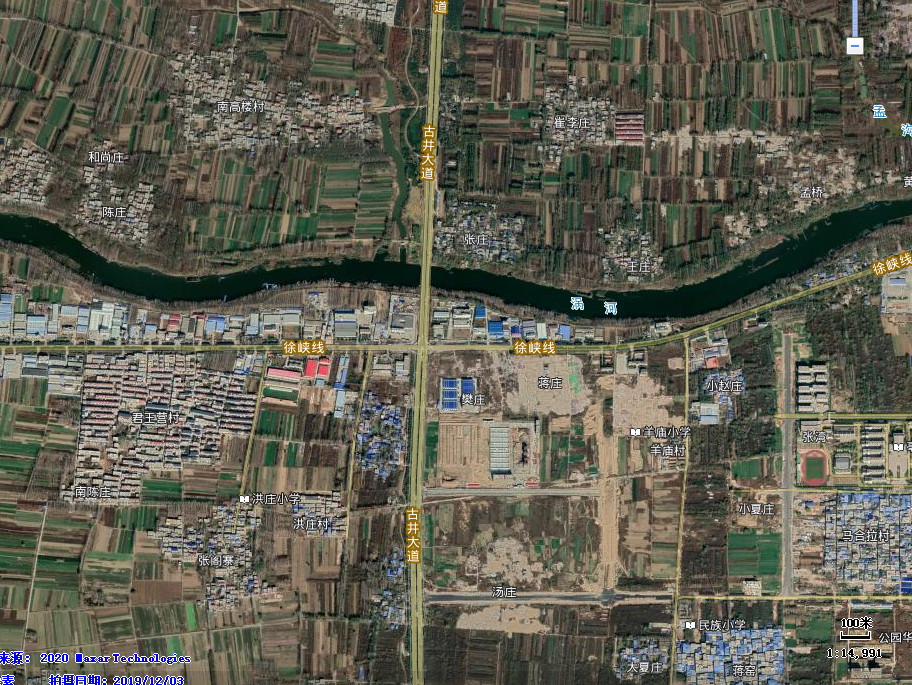 道
孟
南高楼村
崔李庄
古井大道
和尚庄
孟桥
黄
陈庄
张庄
王庄
徐峡线
涡 河
徐峡线
徐峡线
蒋庄
小赵庄
樊庄
君王营村
羊庙小学
张湾
羊庙村
南陈庄
洪庄小学
小夏庄
洪庄村
古井大道
马合拉村
张阁寨
汤庄
100米
民族小学
公园华
1:14,991
来源: 2020 Maxar Technologies
大夏庄
蒋窑
表 拍摄日期: 2019/12/03